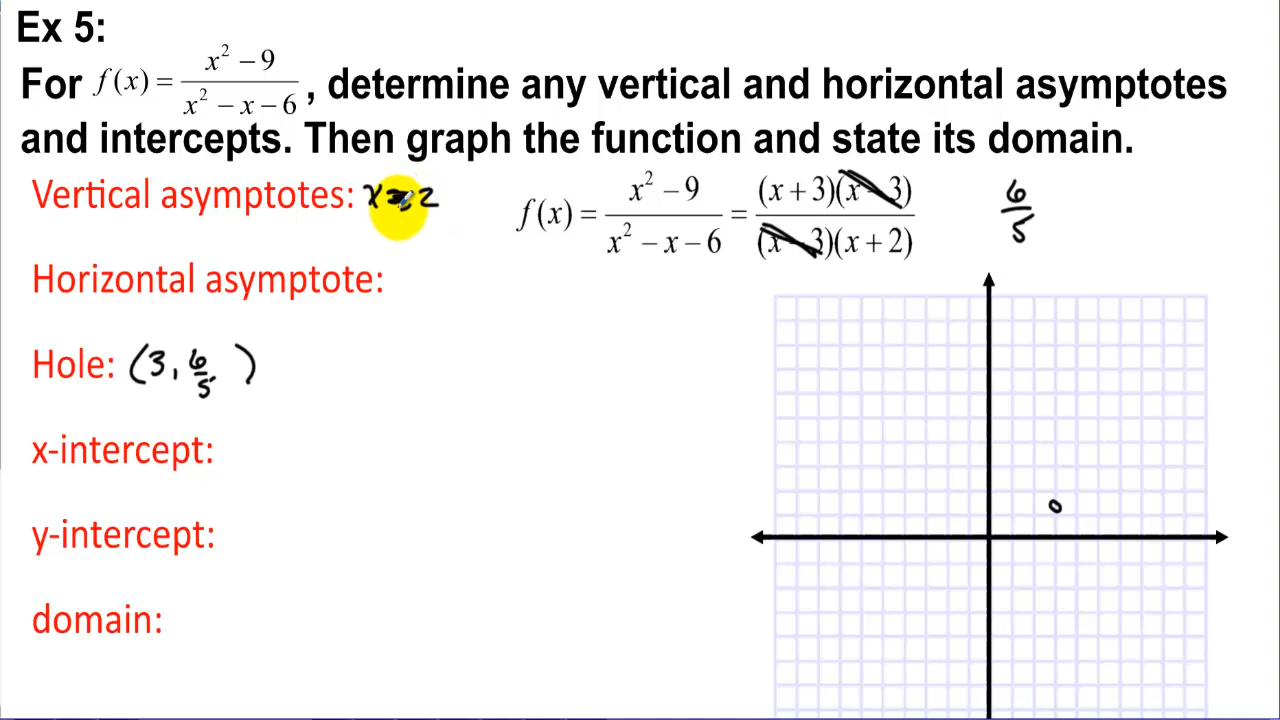 Ex 5:
For f(x) = (x² − 9)/(x² − x − 6), determine any vertical and horizontal asymptotes
and intercepts. Then graph the function and state its domain.
Vertical asymptotes: x = 2
f(x) = (x² − 9)/(x² − x − 6) = ((x + 3)(x − 3))/((x − 3)(x + 2))
6/5
Horizontal asymptote:
Hole: (3, 6/5 )
x-intercept:
y-intercept:
domain: